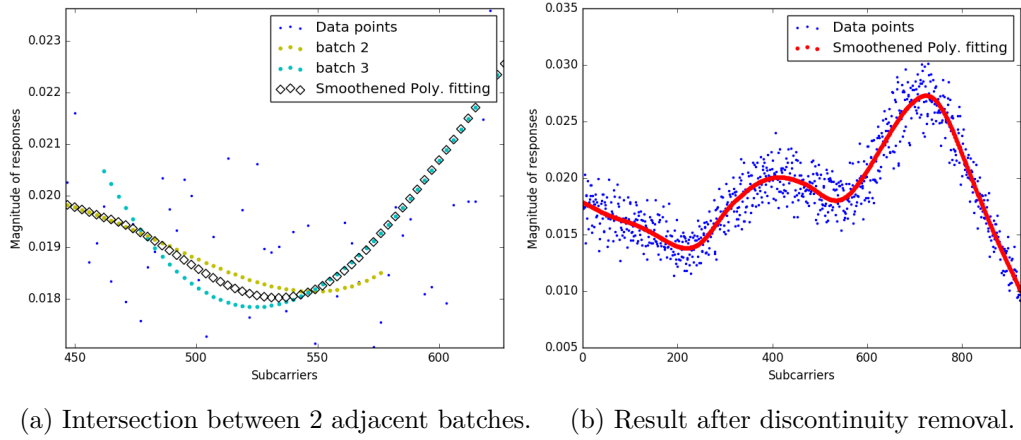 0.023
0.022
0.021
0.020
0.019
0.018
450
500
550
600
Magnitude of responses
Subcarriers
Data points
batch 2
batch 3
Smoothened Poly. fitting
(a) Intersection between 2 adjacent batches.
0.035
0.030
0.025
0.020
0.015
0.010
0.005
0
200
400
600
800
Magnitude of responses
Subcarriers
Data points
Smoothened Poly. fitting
(b) Result after discontinuity removal.